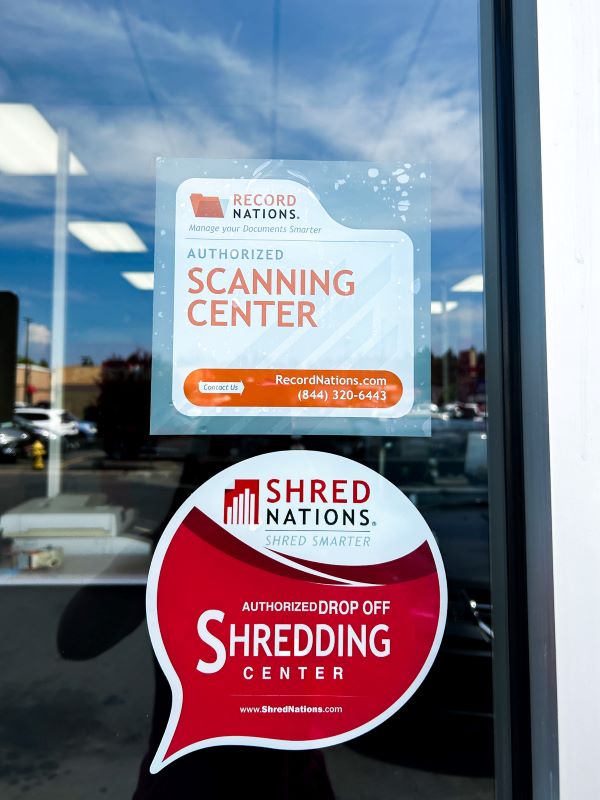 RECORD
NATIONS.
Manage your Documents Smarter
AUTHORIZED
SCANNING
CENTER
Contact Us
RecordNations.com
(844) 320-6443
SHRED
NATIONS®
SHRED SMARTER
AUTHORIZED DROP OFF
SHREDDING
CENTER
www.ShredNations.com